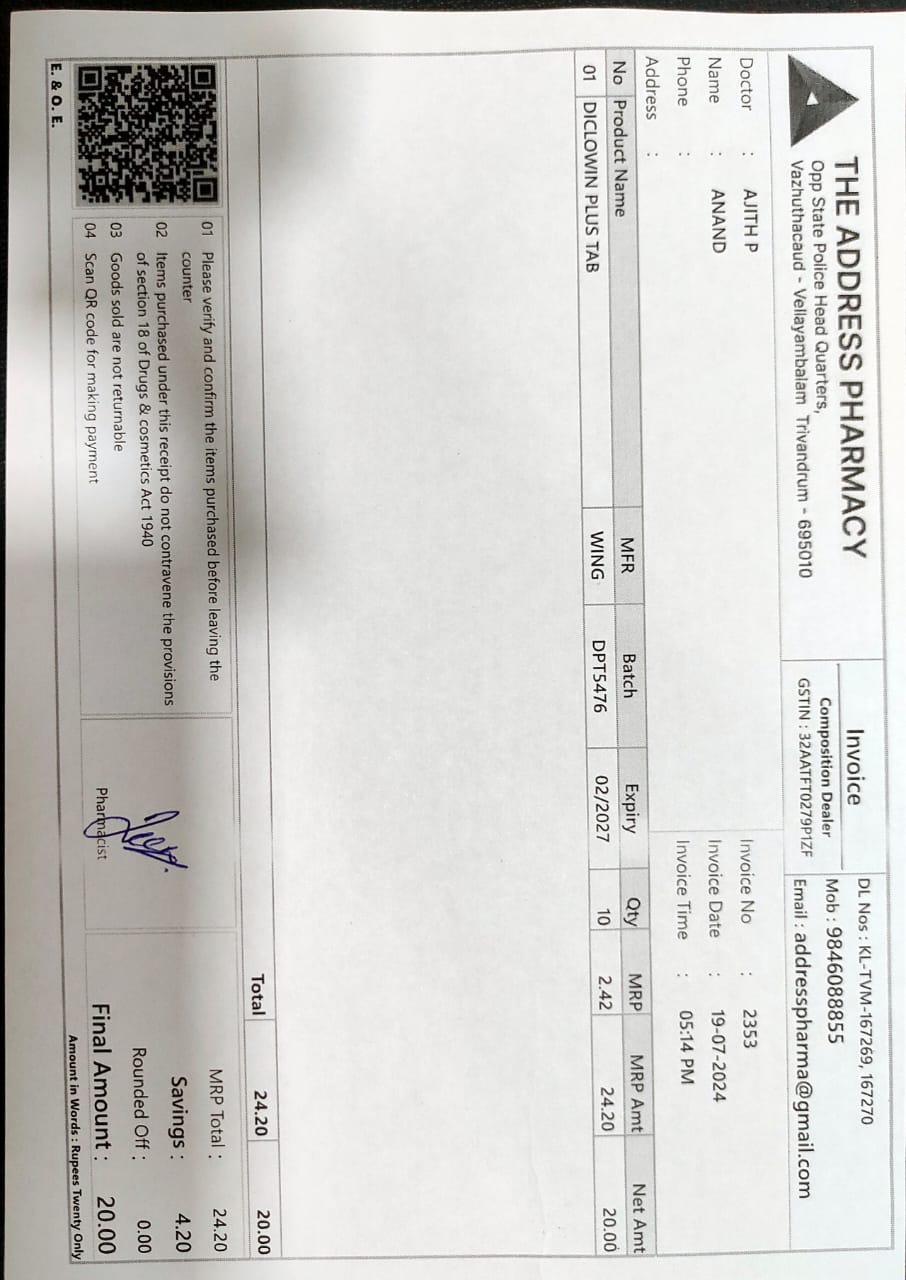 THE ADDRESS PHARMACY
Opp State Police Head Quarters,
Vazhuthacaud - Vellayambalam Trivandrum - 695010
Invoice
Composition Dealer
GSTIN : 32AATFT0279P1ZF
DL Nos : KL-TVM-167269, 167270
Mob : 9846088855
Email : addresspharma@gmail.com
Doctor : AJITH P
Name : ANAND
Phone :
Address :
Invoice No : 2353
Invoice Date : 19-07-2024
Invoice Time : 05:14 PM
No Product Name MFR Batch Expiry Qty MRP MRP Amt Net Amt
01 DICLOWIN PLUS TAB WING DPT5476 02/2027 10 2.42 24.20 20.00
Total 24.20 20.00
01 Please verify and confirm the items purchased before leaving the
counter
02 Items purchased under this receipt do not contravene the provisions
of section 18 of Drugs & cosmetics Act 1940
03 Goods sold are not returnable
04 Scan QR code for making payment
Pharmacist
MRP Total : 24.20
Savings : 4.20
Rounded Off : 0.00
Final Amount : 20.00
Amount in Words : Rupees Twenty Only
E. & O. E.